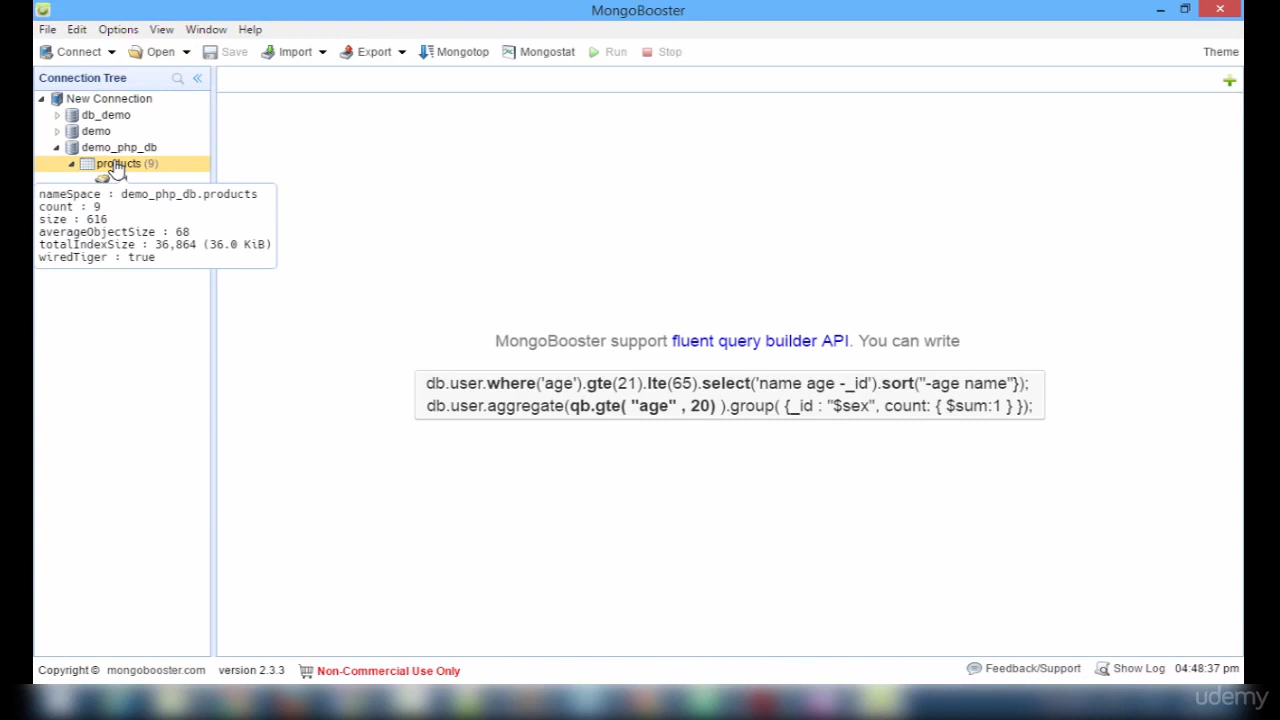 MongoBooster
File Edit Options View Window Help
Connect Open Save Import Export Mongotop Mongostat Run Stop Theme
Connection Tree
New Connection
db_demo
demo
demo_php_db
products (9)
nameSpace : demo_php_db.products
count : 9
size : 616
averageObjectSize : 68
totalIndexSize : 36,864 (36.0 KiB)
wiredTiger : true
MongoBooster support fluent query builder API. You can write
db.user.where('age').gte(21).lte(65).select('name age -_id').sort("-age name"});
db.user.aggregate(qb.gte( "age" , 20) ).group( {_id : "$sex", count: { $sum:1 } });
Copyright © mongobooster.com version 2.3.3 Non-Commercial Use Only Feedback/Support Show Log 04:48:37 pm
udemy